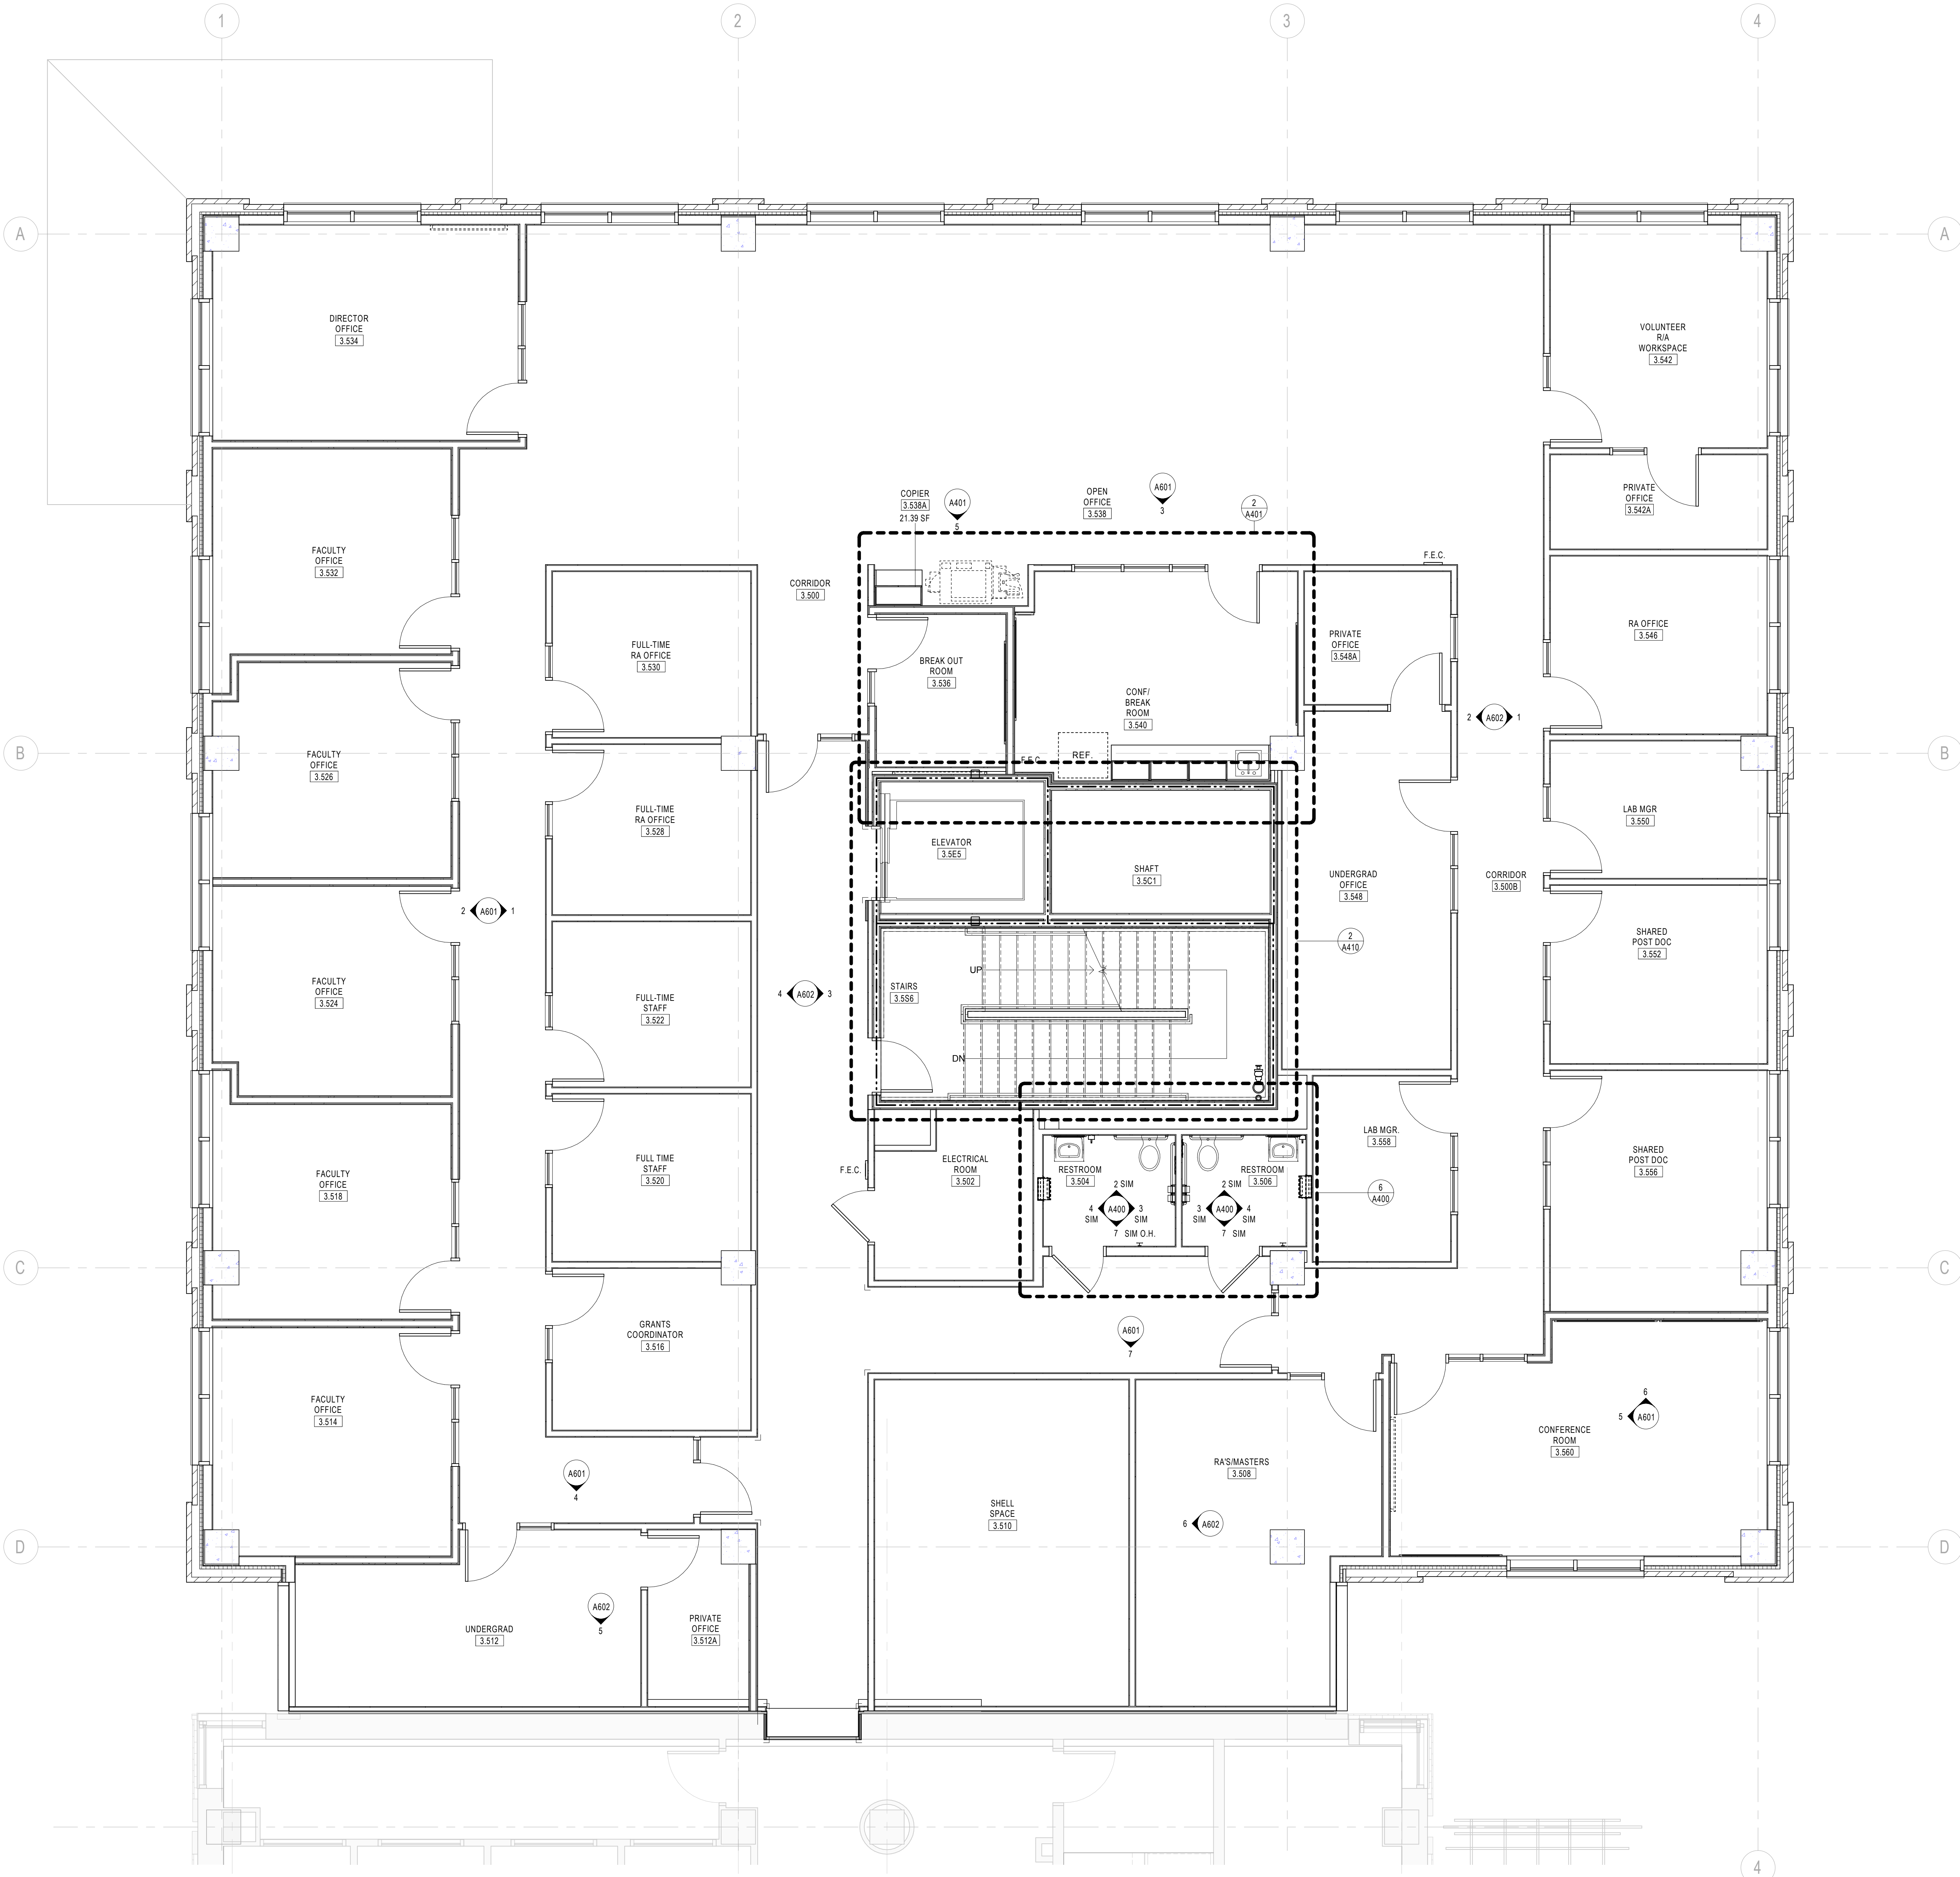 1
2
3
4
A
A
DIRECTOR
OFFICE
3.534
VOLUNTEER
R/A
WORKSPACE
3.542
COPIER
3.538A
21.39 SF
A401
5
OPEN
OFFICE
3.538
A601
3
2
A401
PRIVATE
OFFICE
3.542A
FACULTY
OFFICE
3.532
CORRIDOR
3.500
F.E.C.
FULL-TIME
RA OFFICE
3.530
BREAK OUT
ROOM
3.536
PRIVATE
OFFICE
3.548A
RA OFFICE
3.546
CONF/
BREAK
ROOM
3.540
2 A602 1
B
B
FACULTY
OFFICE
3.526
REF.
F.E.C.
FULL-TIME
RA OFFICE
3.528
ELEVATOR
3.5E5
SHAFT
3.5C1
UNDERGRAD
OFFICE
3.548
CORRIDOR
3.500B
LAB MGR
3.550
2 A601 1
2
A410
SHARED
POST DOC
3.552
FACULTY
OFFICE
3.524
FULL-TIME
STAFF
3.522
4 A602 3
STAIRS
3.5S6
UP
DN
LAB MGR.
3.558
FACULTY
OFFICE
3.518
FULL TIME
STAFF
3.520
F.E.C.
ELECTRICAL
ROOM
3.502
RESTROOM
3.504
2 SIM
4
SIM
A400
3
SIM
7 SIM O.H.
RESTROOM
3.506
2 SIM
3
SIM
A400
4
SIM
7 SIM
6
A400
SHARED
POST DOC
3.556
C
C
GRANTS
COORDINATOR
3.516
A601
7
FACULTY
OFFICE
3.514
6
5 A601
CONFERENCE
ROOM
3.560
A601
4
RA'S/MASTERS
3.508
SHELL
SPACE
3.510
6 A602
D
D
A602
5
UNDERGRAD
3.512
PRIVATE
OFFICE
3.512A
4